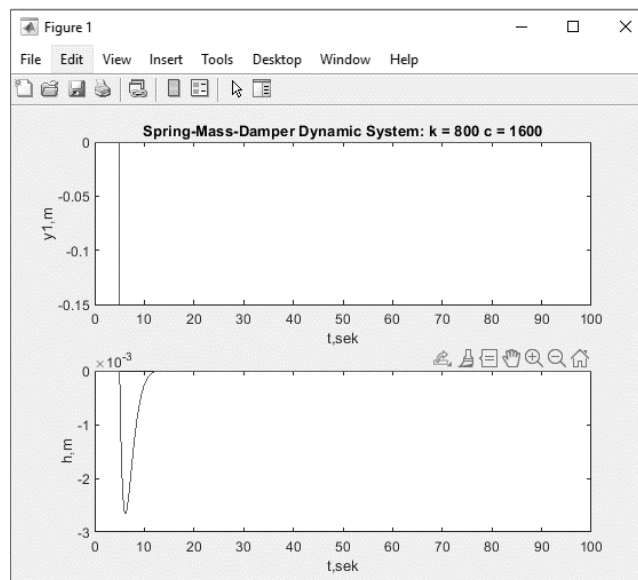 Figure 1
File Edit View Insert Tools Desktop Window Help
Spring-Mass-Damper Dynamic System: k = 800 c = 1600
0
-0.05
-0.1
-0.15
y1,m
0 10 20 30 40 50 60 70 80 90 100
t,sek
×10-3
0
-1
-2
-3
h,m
0 10 20 30 40 50 60 70 80 90 100
t,sek